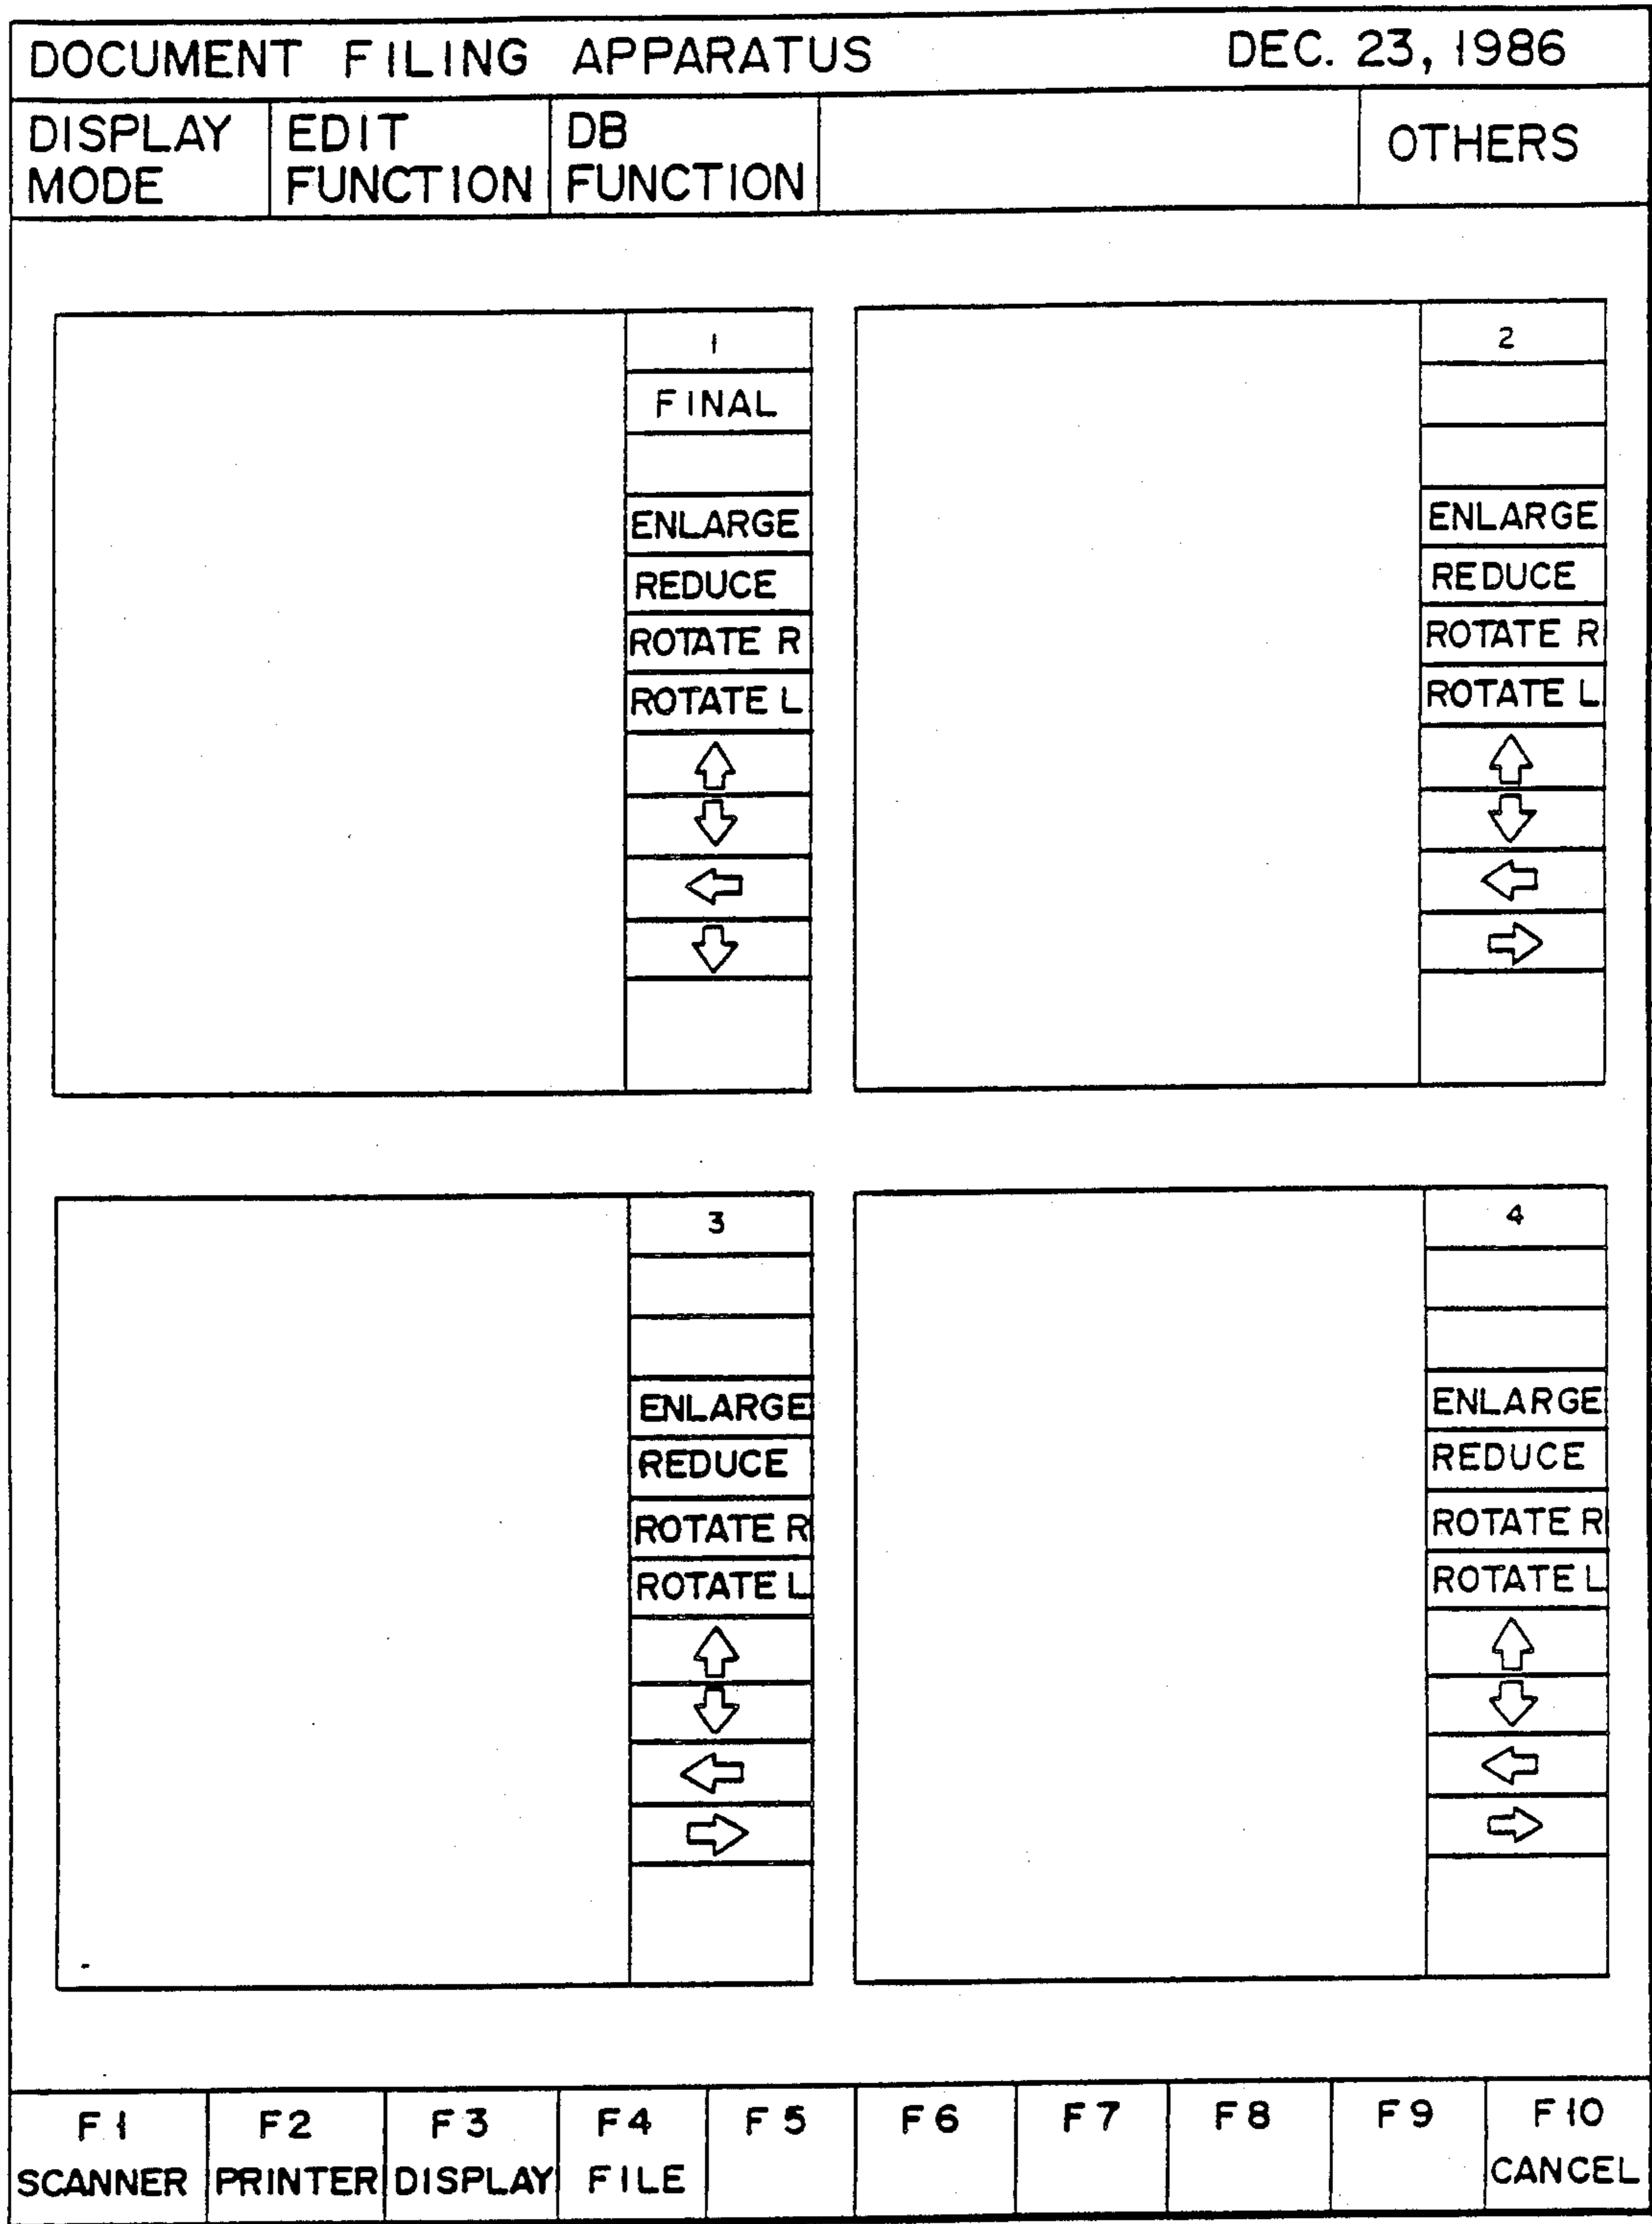 DOCUMENT FILING APPARATUS DEC. 23, 1986
DISPLAY MODE
EDIT FUNCTION
DB FUNCTION
OTHERS
1
FINAL
ENLARGE
REDUCE
ROTATE R
ROTATE L
2
ENLARGE
REDUCE
ROTATE R
ROTATE L
3
ENLARGE
REDUCE
ROTATE R
ROTATE L
4
ENLARGE
REDUCE
ROTATE R
ROTATE L
F1 F2 F3 F4 F5 F6 F7 F8 F9 F10
SCANNER PRINTER DISPLAY FILE CANCEL